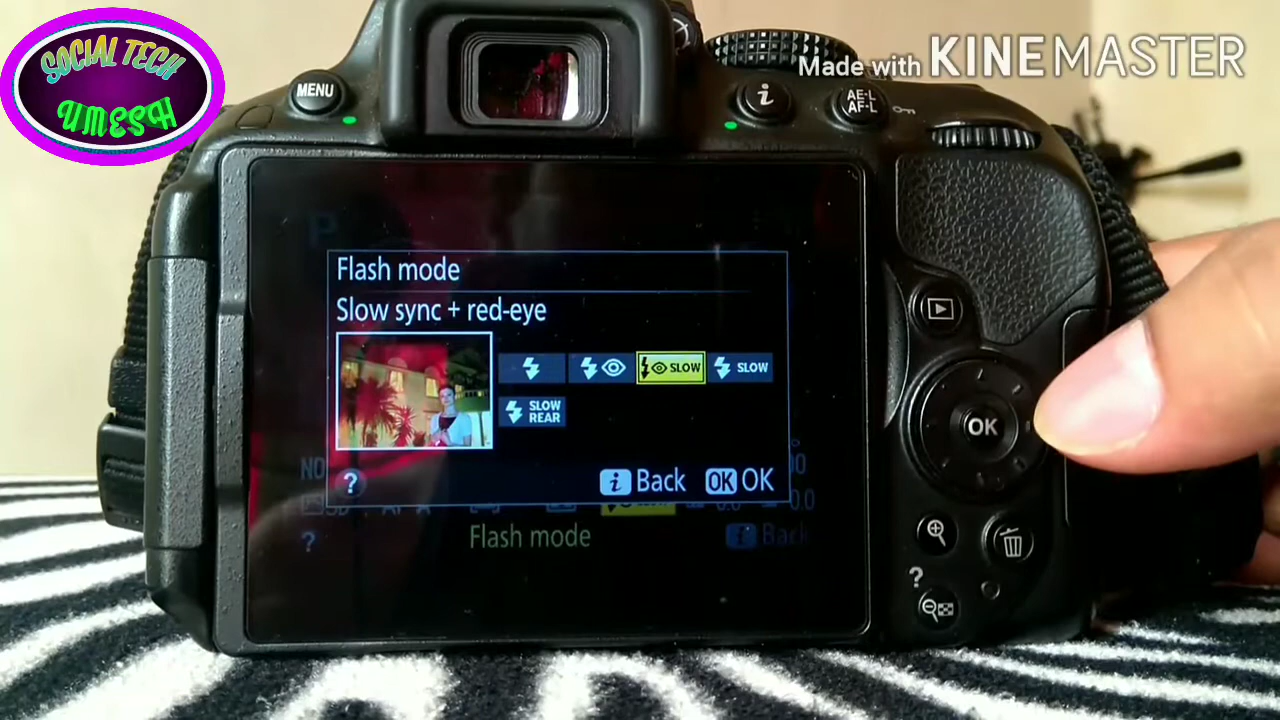 SOCIAL TECH
UMESH
Made with KINEMASTER
MENU
i
AE-L
AF-L
P
Flash mode
Slow sync + red-eye
SLOW
SLOW
SLOW
REAR
? i Back OK OK
OK
? Flash mode i Back
?